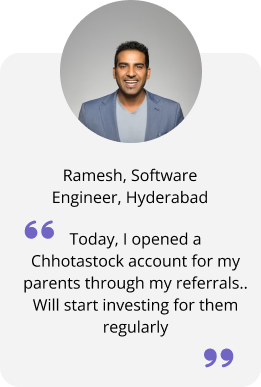 Ramesh, Software
Engineer, Hyderabad
“
Today, I opened a
Chhotastock account for my
parents through my referrals..
Will start investing for them
regularly
”